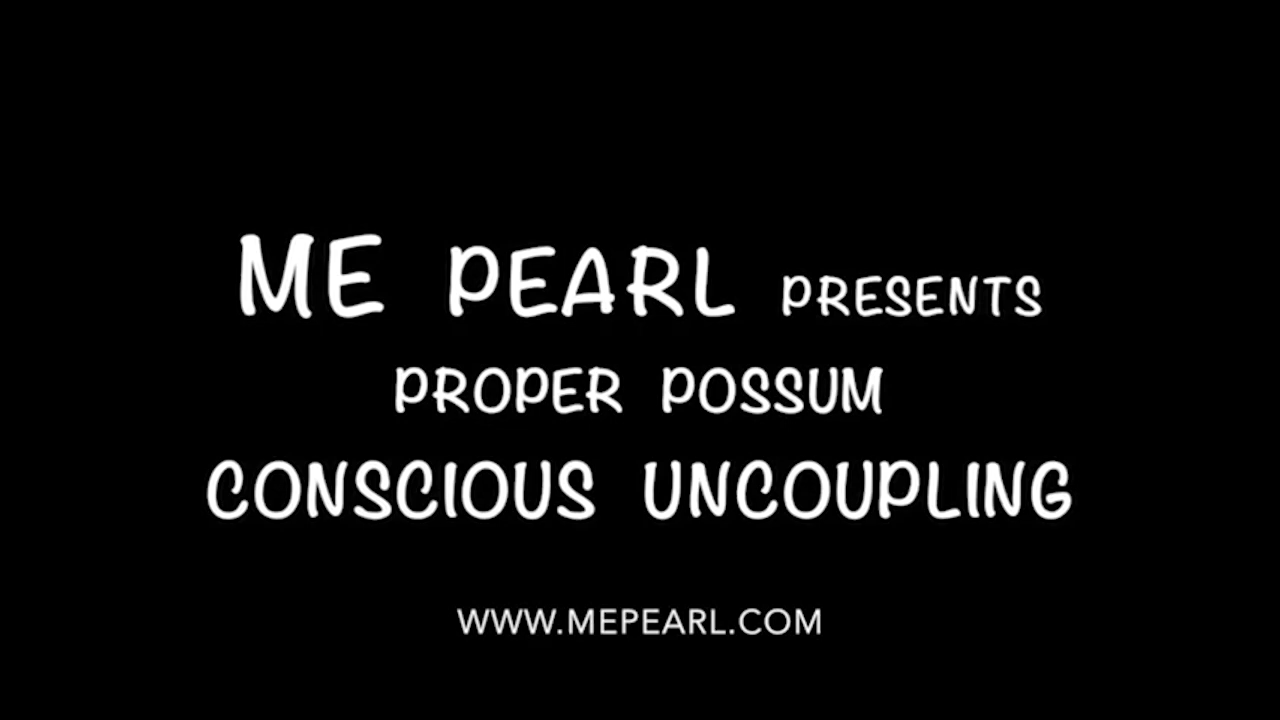 ME PEARL PRESENTS
PROPER POSSUM
CONSCIOUS UNCOUPLING
WWW.MEPEARL.COM